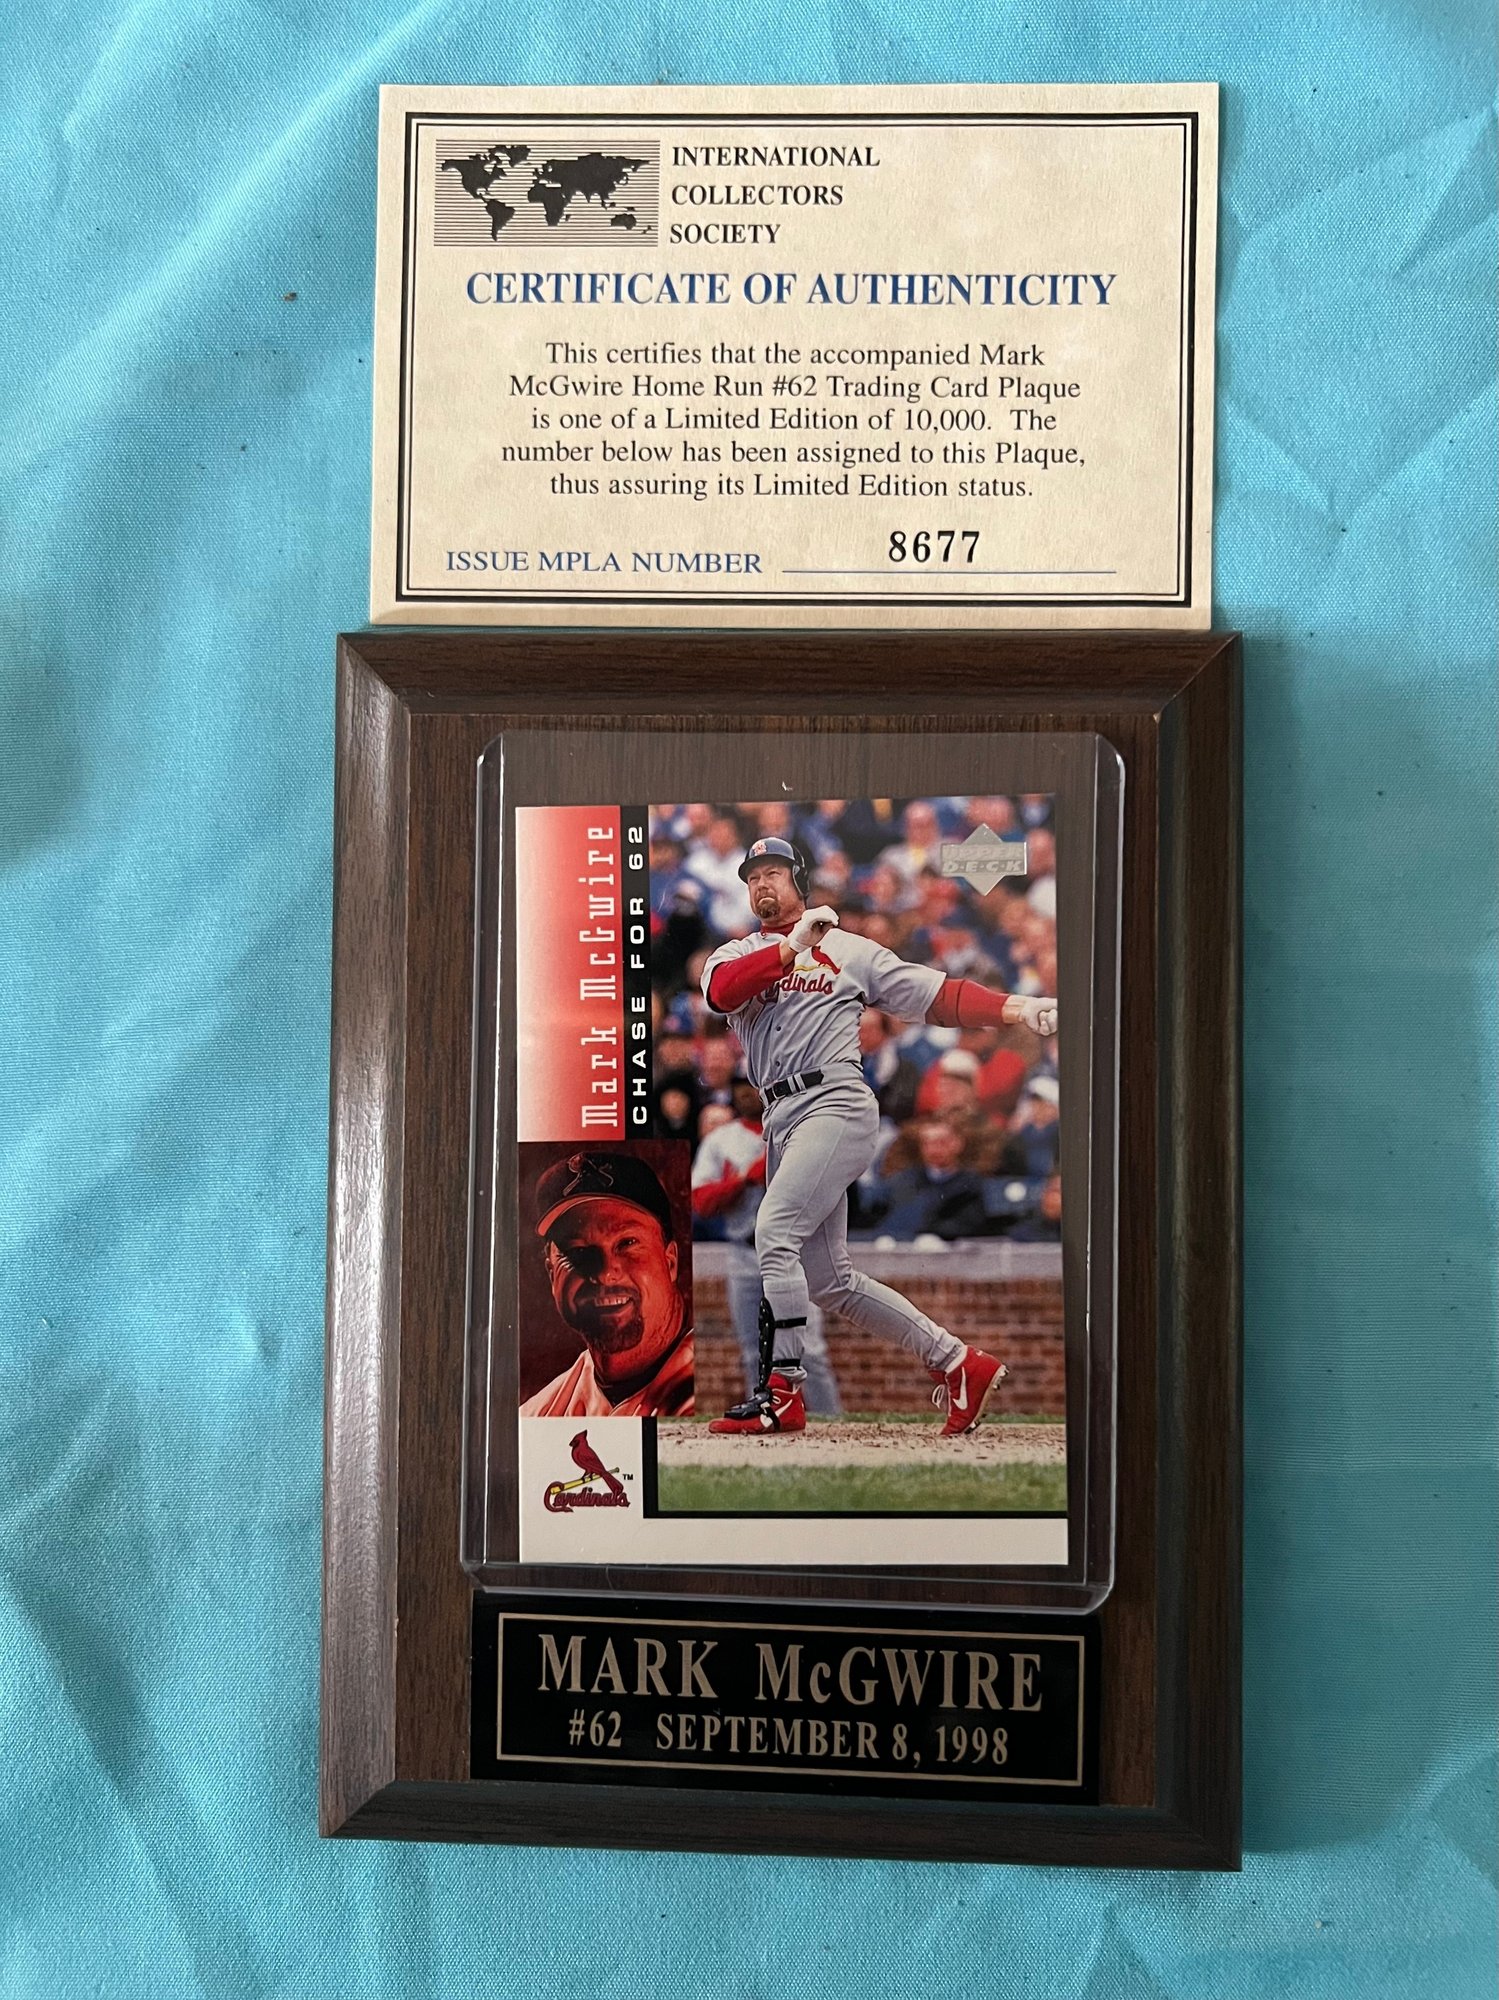 INTERNATIONAL
COLLECTORS
SOCIETY
CERTIFICATE OF AUTHENTICITY
This certifies that the accompanied Mark
McGwire Home Run #62 Trading Card Plaque
is one of a Limited Edition of 10,000. The
number below has been assigned to this Plaque,
thus assuring its Limited Edition status.
ISSUE MPLA NUMBER 8677
Mark McGwire
CHASE FOR 62
UPPER
D·E·C·K
Cardinals
Cardinals TM
MARK McGWIRE
#62 SEPTEMBER 8, 1998